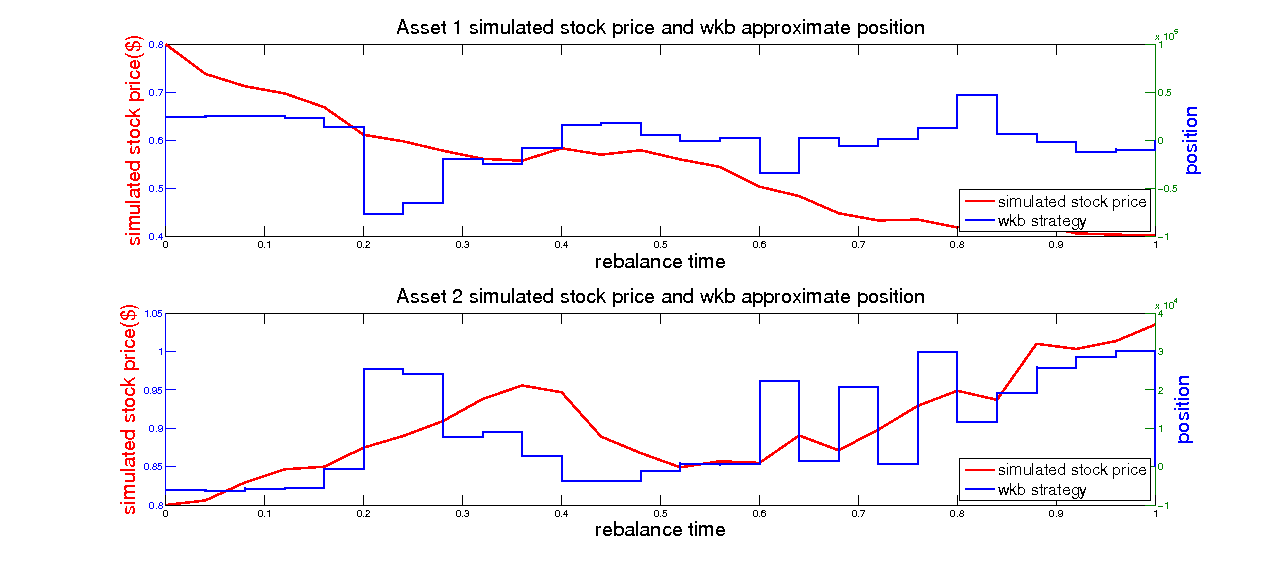 Asset 1 simulated stock price and wkb approximate position
x 10^5
simulated stock price($)
0.8
0.7
0.6
0.5
0.4
1
0.5
0
−0.5
−1
position
simulated stock price
wkb strategy
0 0.1 0.2 0.3 0.4 0.5 0.6 0.7 0.8 0.9 1
rebalance time
Asset 2 simulated stock price and wkb approximate position
x 10^4
simulated stock price($)
1.05
1
0.95
0.9
0.85
0.8
4
3
2
1
0
−1
position
simulated stock price
wkb strategy
0 0.1 0.2 0.3 0.4 0.5 0.6 0.7 0.8 0.9 1
rebalance time